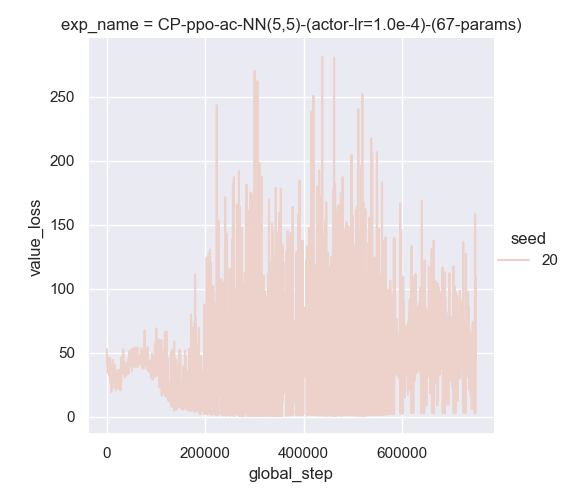 exp_name = CP-ppo-ac-NN(5,5)-(actor-lr=1.0e-4)-(67-params)
250
200
150
100
50
0
value_loss
0
200000
400000
600000
global_step
seed
20